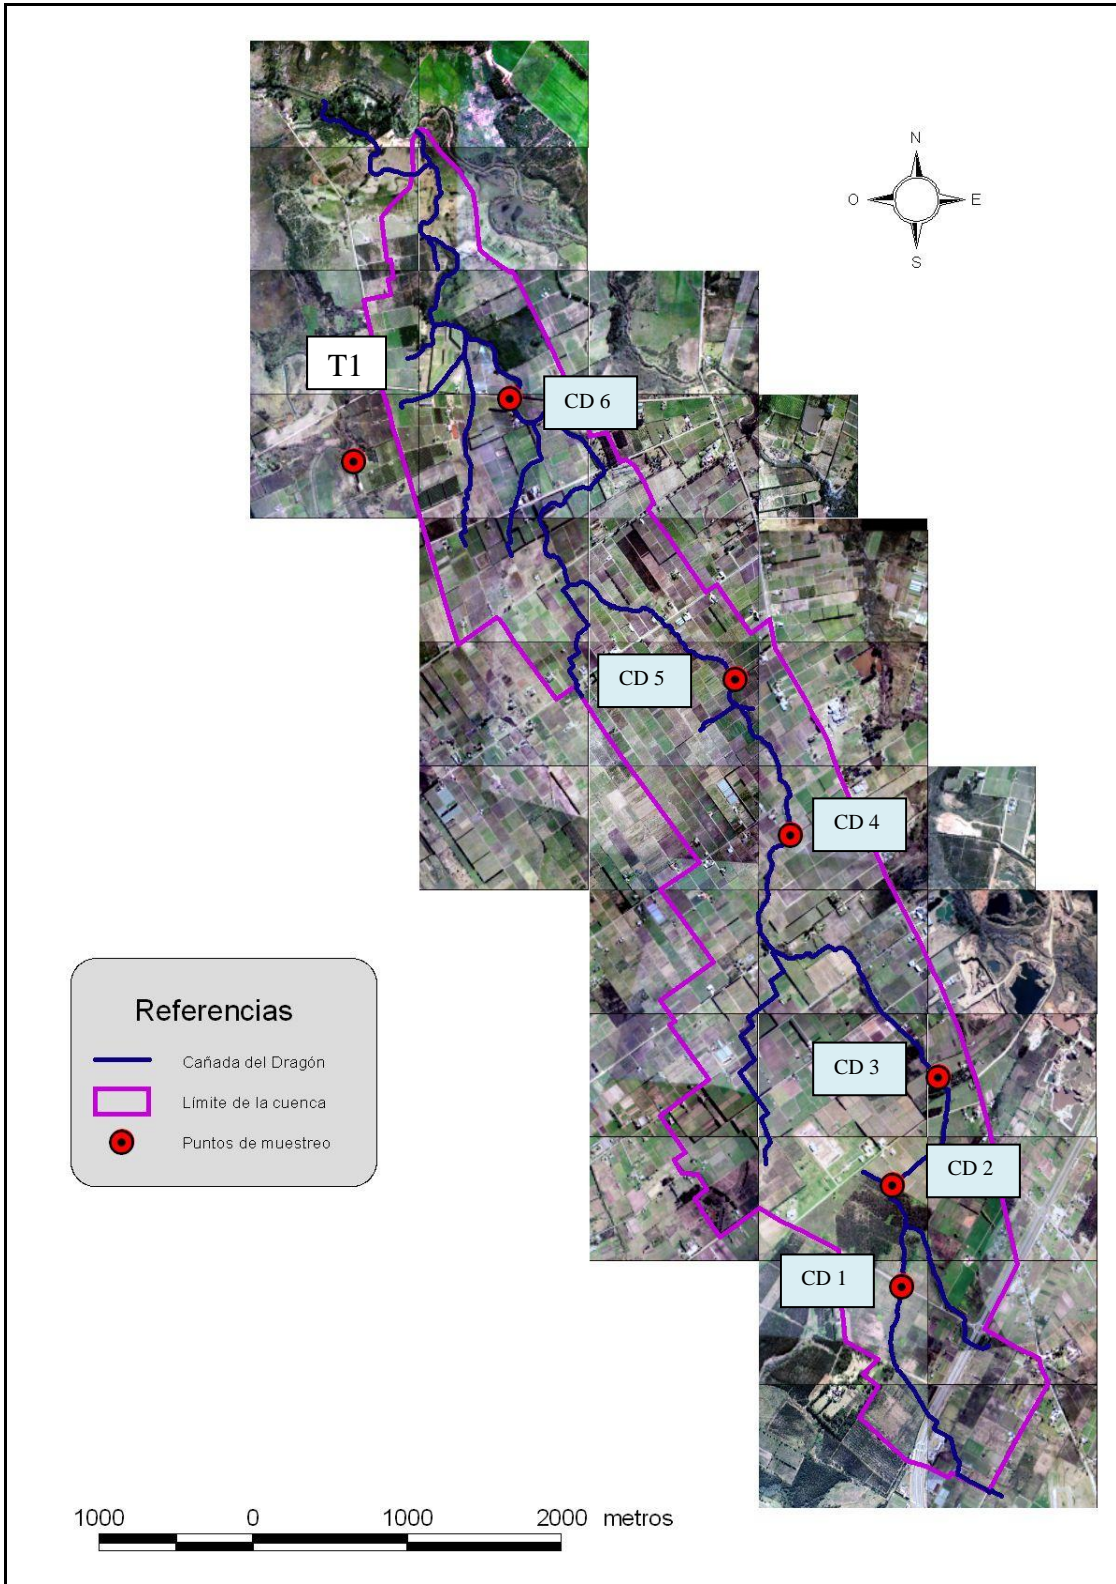 N
O E
S
T1
CD 6
CD 5
CD 4
CD 3
CD 2
CD 1
Referencias
Cañada del Dragón
Límite de la cuenca
Puntos de muestreo
1000 0 1000 2000 metros